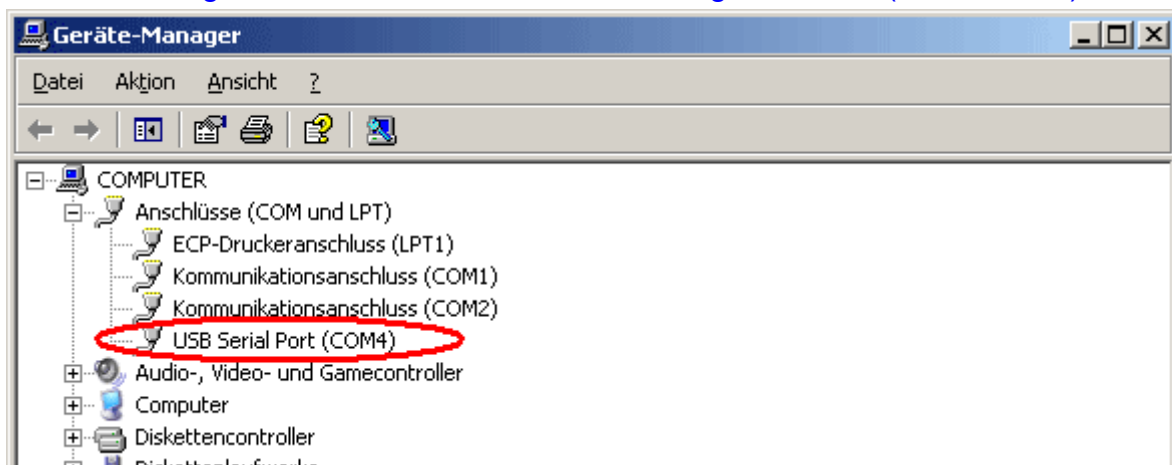 Geräte-Manager
Datei Aktion Ansicht ?
COMPUTER
Anschlüsse (COM und LPT)
ECP-Druckeranschluss (LPT1)
Kommunikationsanschluss (COM1)
Kommunikationsanschluss (COM2)
USB Serial Port (COM4)
Audio-, Video- und Gamecontroller
Computer
Diskettencontroller